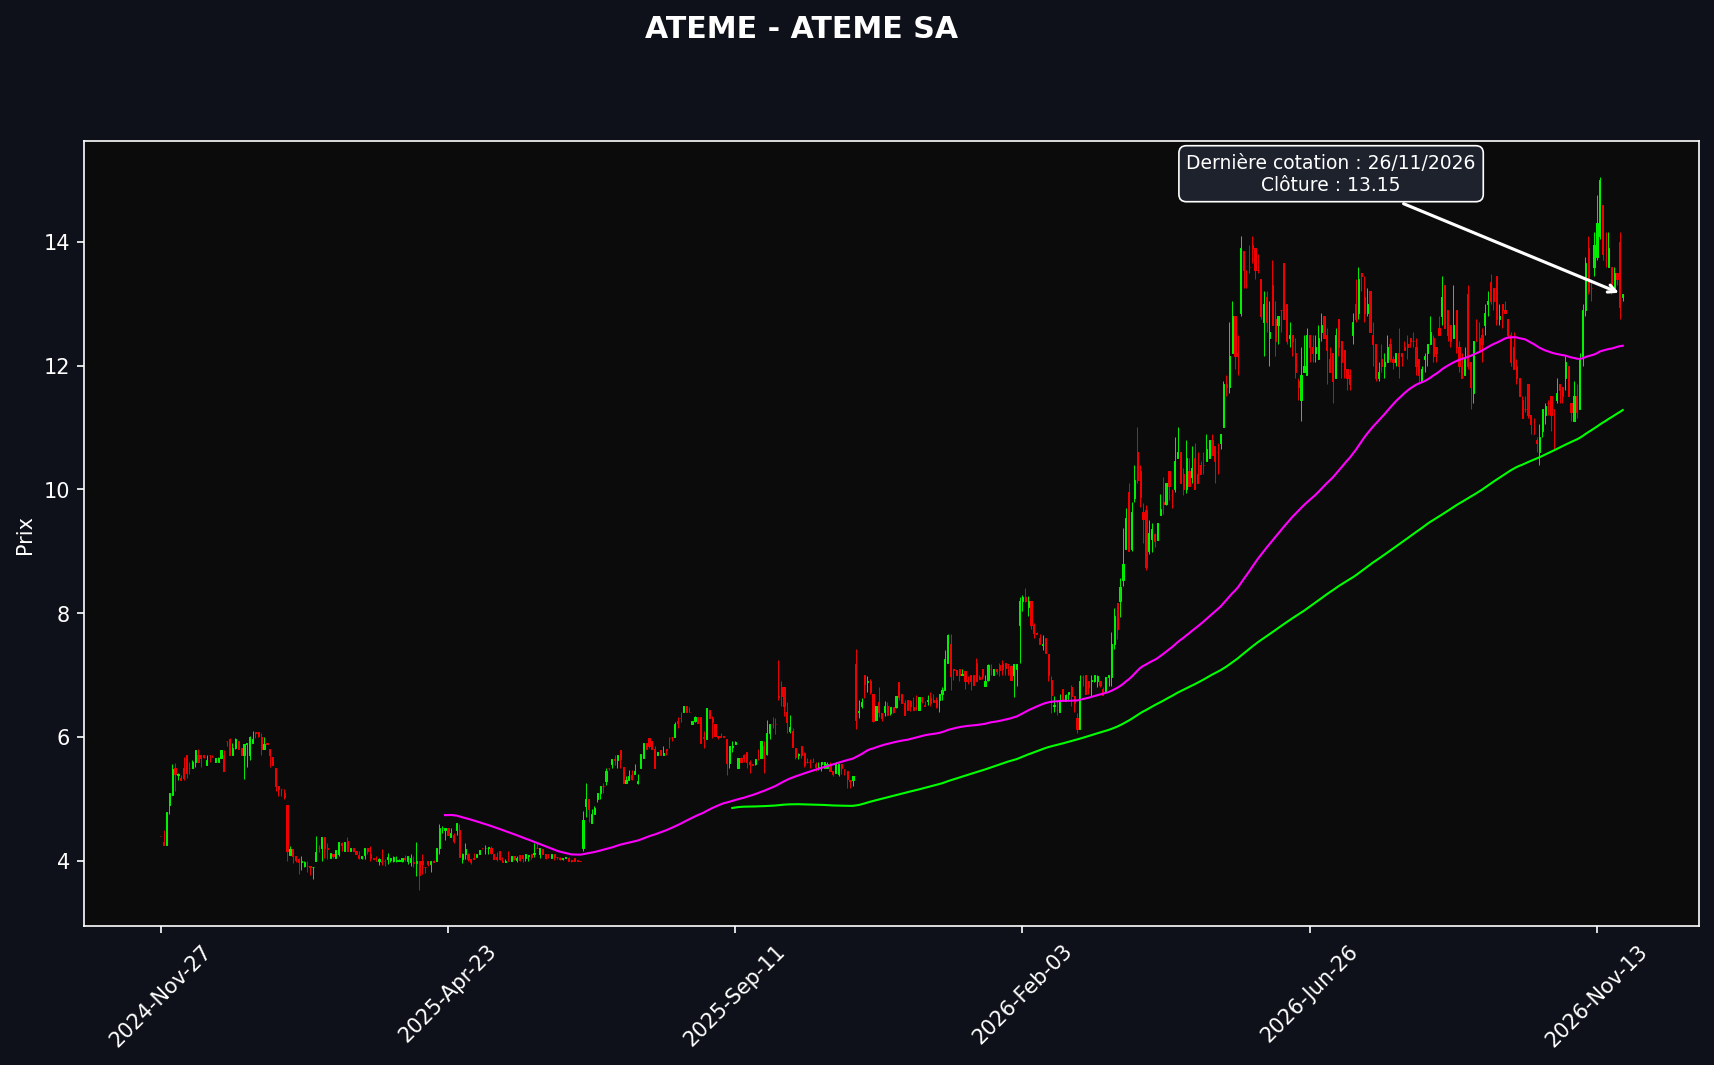 ATEME - ATEME SA
Dernière cotation : 26/11/2026
Clôture : 13.15
Prix
14
12
10
8
6
4
2024-Nov-27
2025-Apr-23
2025-Sep-11
2026-Feb-03
2026-Jun-26
2026-Nov-13